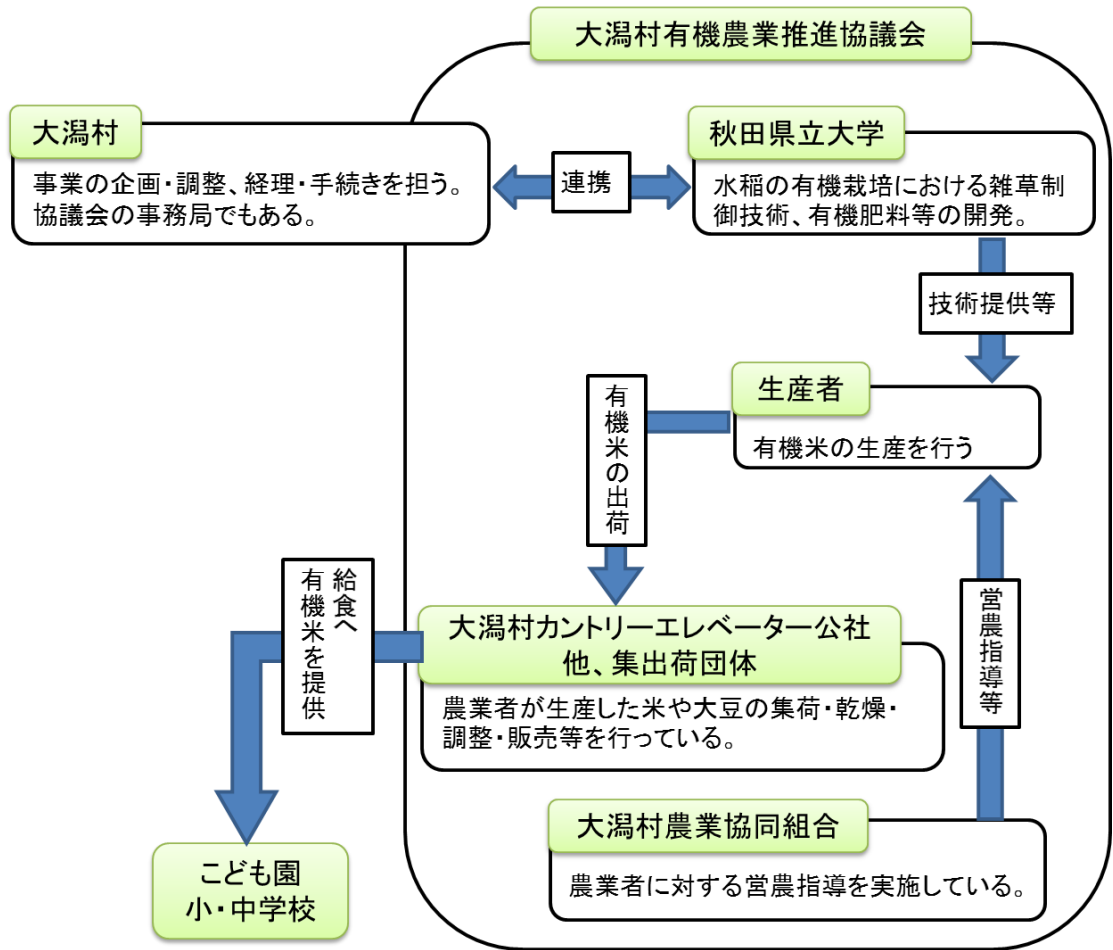 大潟村有機農業推進協議会
大潟村
事業の企画・調整、経理・手続きを担う。
協議会の事務局でもある。
連携
秋田県立大学
水稲の有機栽培における雑草制
御技術、有機肥料等の開発。
技術提供等
生産者
有機米の生産を行う
有機米の出荷
大潟村カントリーエレベーター公社
他、集出荷団体
農業者が生産した米や大豆の集荷・乾燥・
調整・販売等を行っている。
給食へ
有機米を提供
営農指導等
大潟村農業協同組合
農業者に対する営農指導を実施している。
こども園
小・中学校